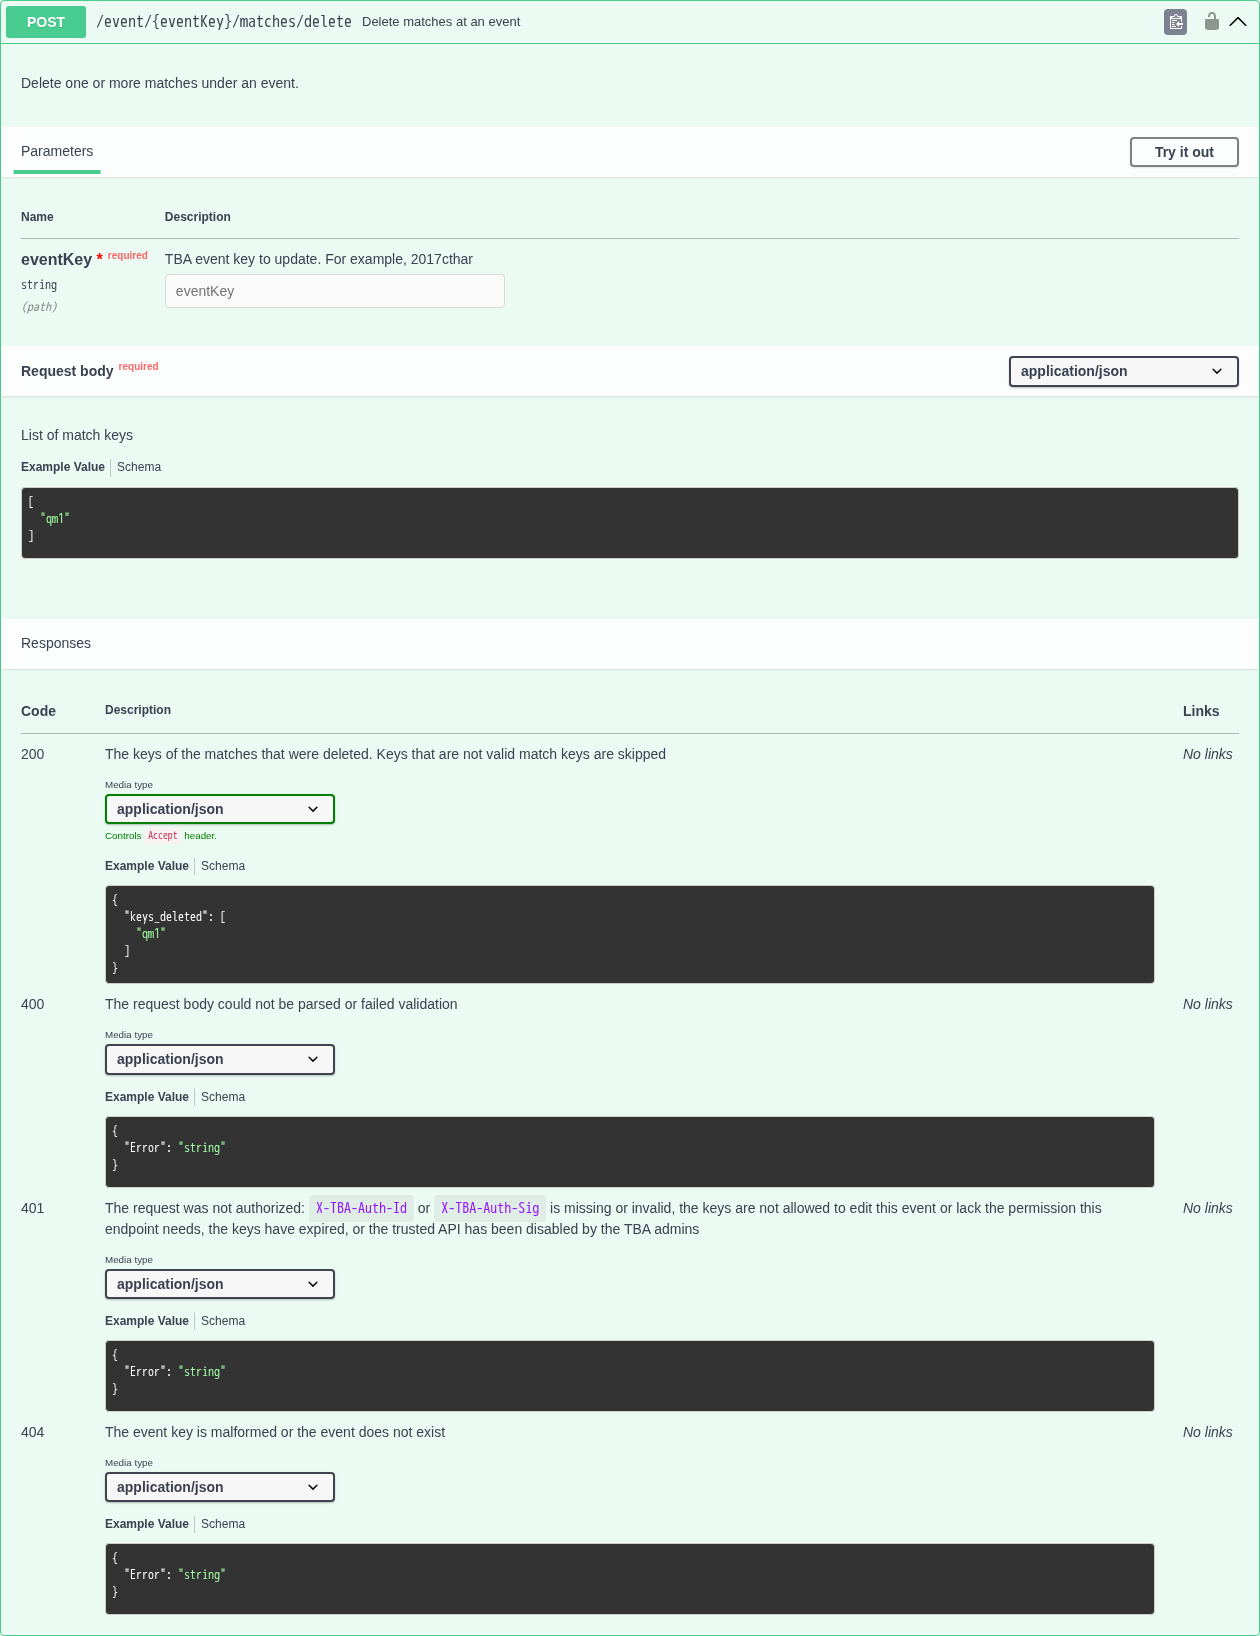 POST /event/{eventKey}/matches/delete Delete matches at an event
Delete one or more matches under an event.
Parameters
Try it out
Name Description
eventKey * required TBA event key to update. For example, 2017cthar
string
eventKey
(path)
Request body required
application/json
List of match keys
Example Value Schema
[
"qm1"
]
Responses
Code Description Links
200 The keys of the matches that were deleted. Keys that are not valid match keys are skipped No links
Media type
application/json
Controls Accept header.
Example Value Schema
{
"keys_deleted": [
"qm1"
]
}
400 The request body could not be parsed or failed validation No links
Media type
application/json
Example Value Schema
{
"Error": "string"
}
401 The request was not authorized: X-TBA-Auth-Id or X-TBA-Auth-Sig is missing or invalid, the keys are not allowed to edit this event or lack the permission this No links
endpoint needs, the keys have expired, or the trusted API has been disabled by the TBA admins
Media type
application/json
Example Value Schema
{
"Error": "string"
}
404 The event key is malformed or the event does not exist No links
Media type
application/json
Example Value Schema
{
"Error": "string"
}